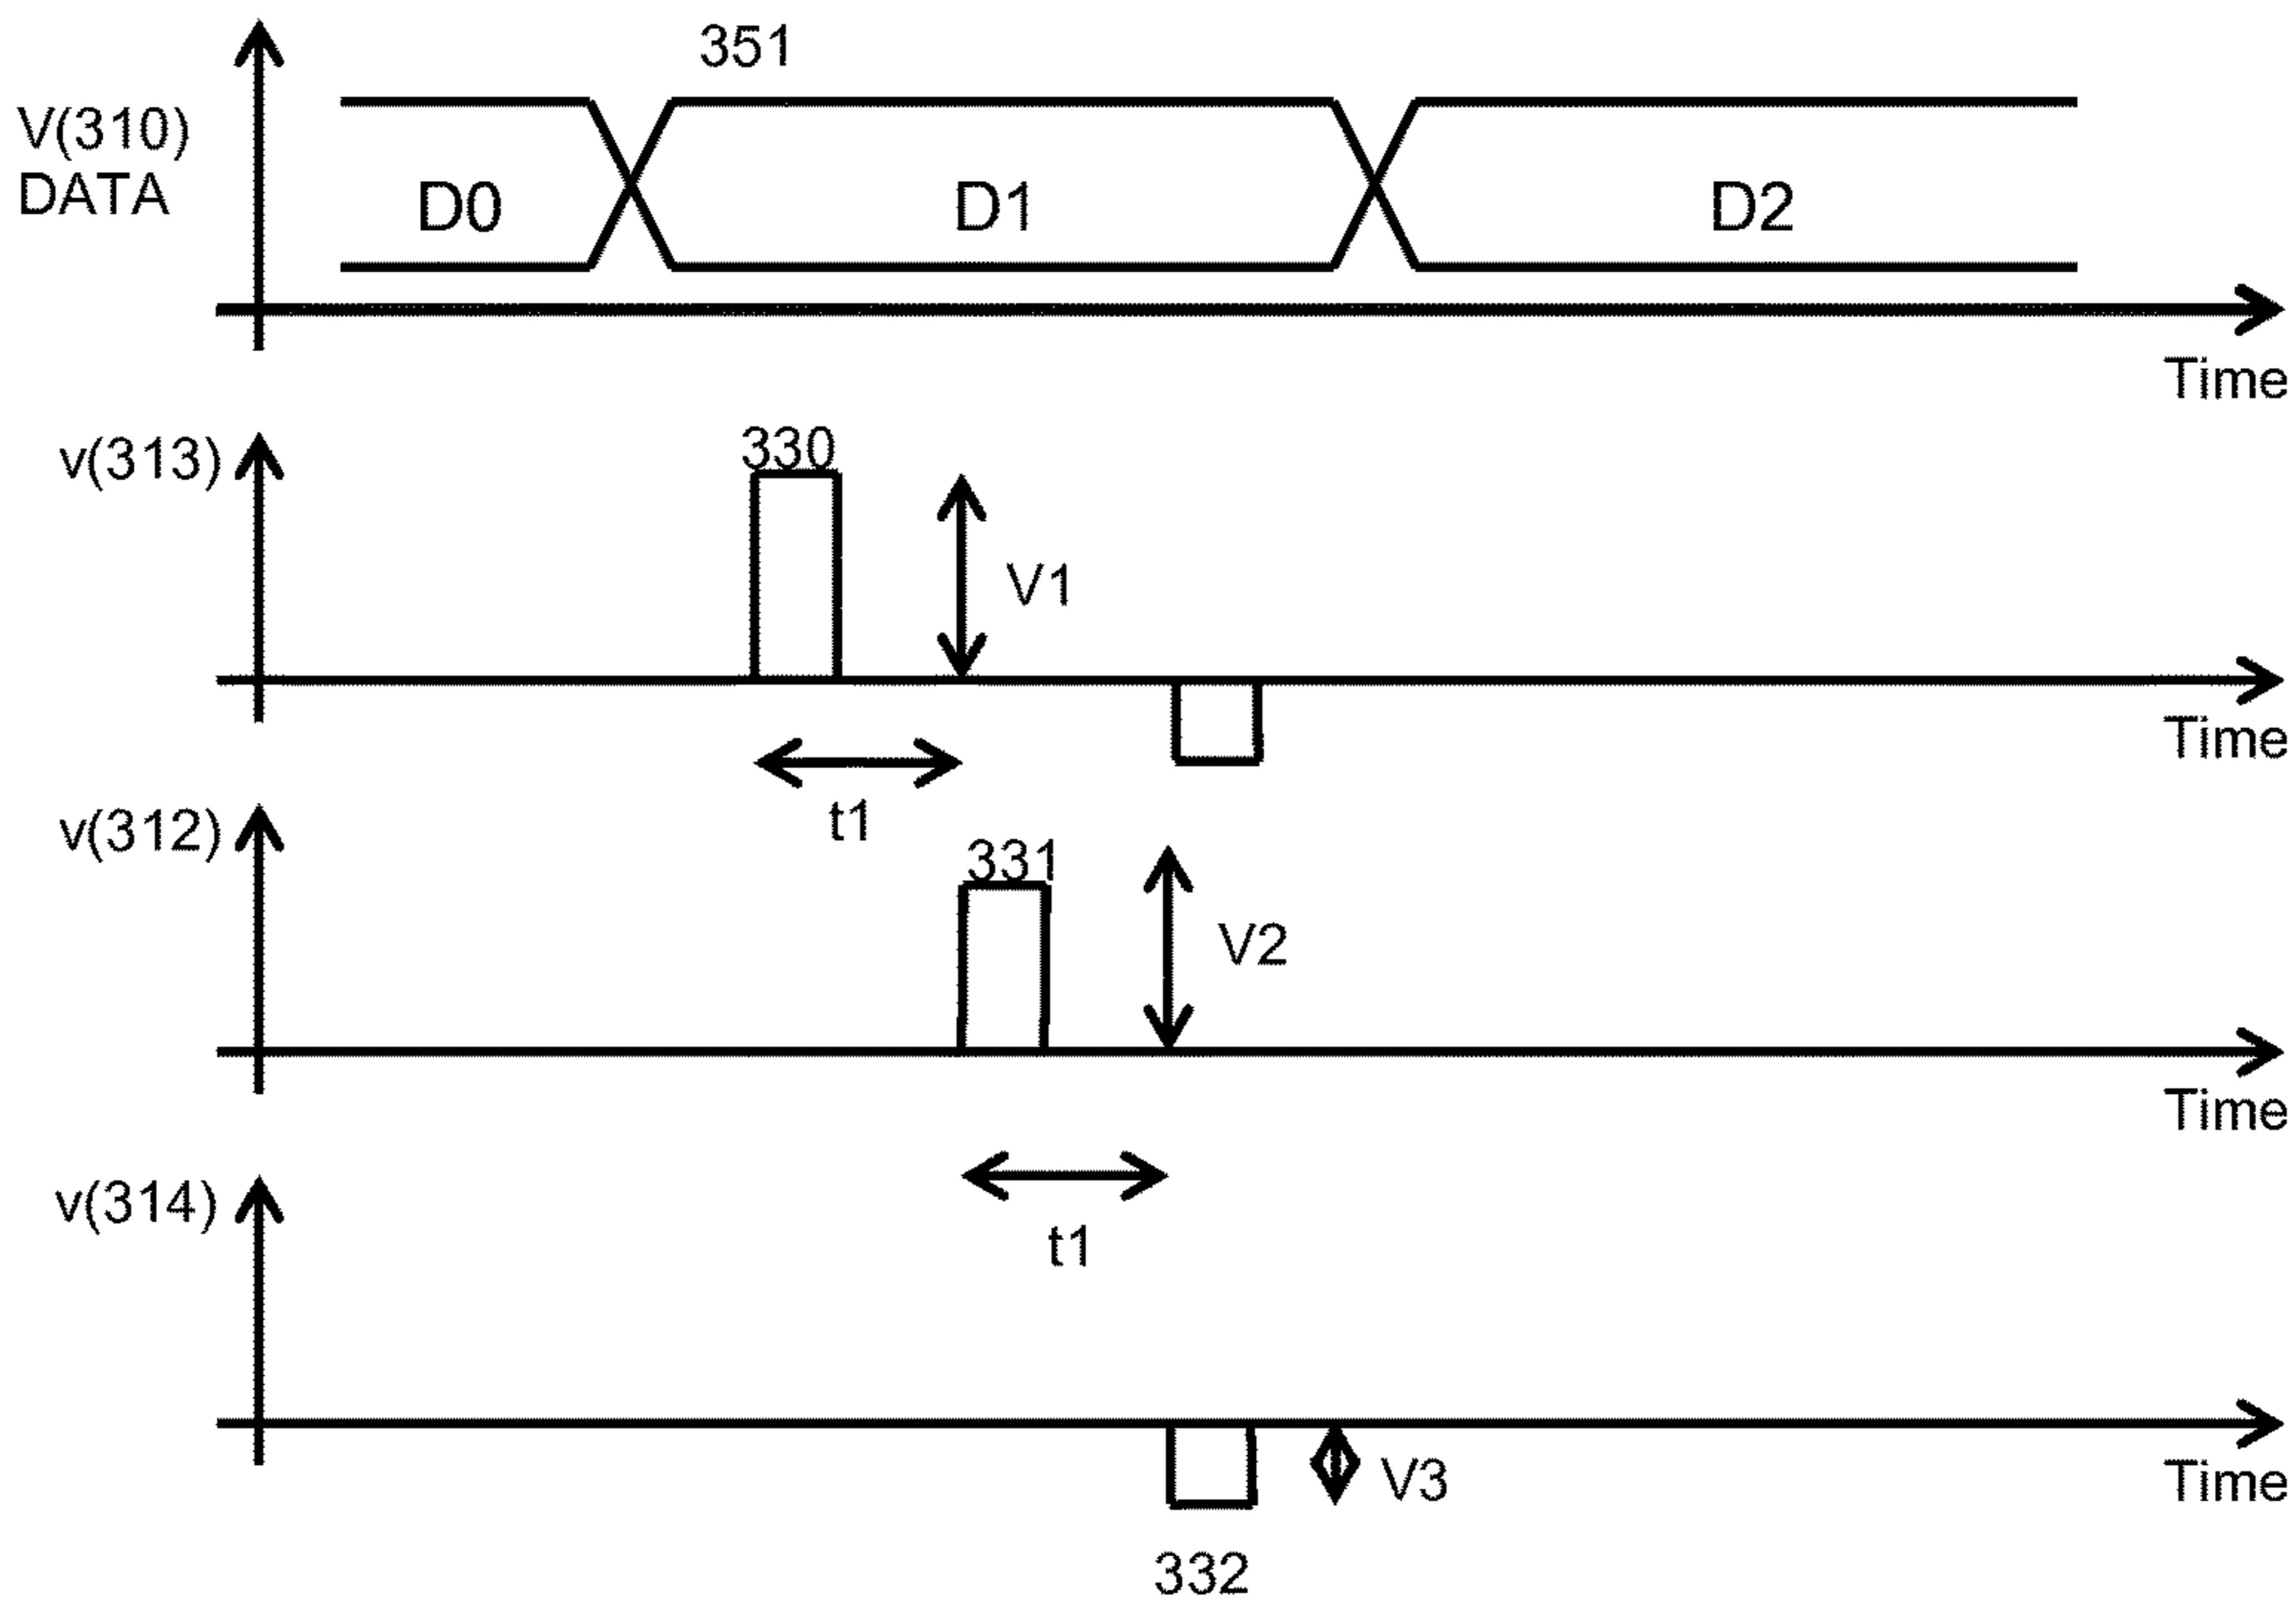 351
V(310)
DATA
D0
D1
D2
Time
v(313)
330
V1
Time
t1
v(312)
331
V2
Time
t1
v(314)
V3
Time
332